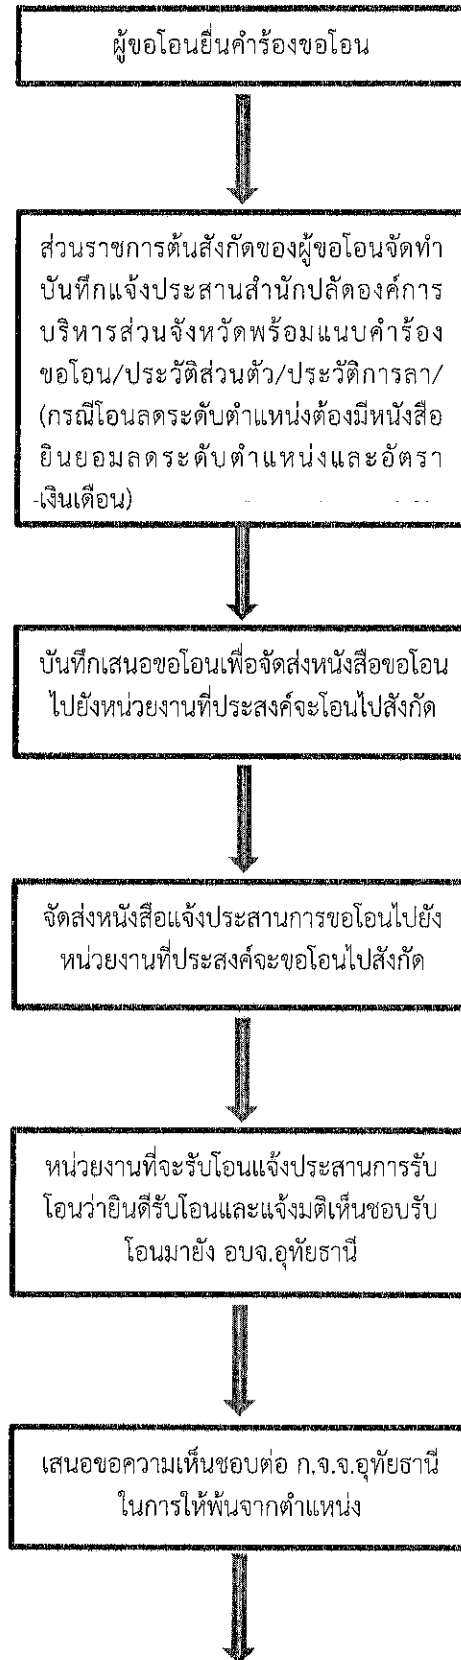 ผู้ขอโอนยื่นคำร้องขอโอน
ส่วนราชการต้นสังกัดของผู้ขอโอนจัดทำ
บันทึกแจ้งประสานสำนักปลัดองค์การ
บริหารส่วนจังหวัดพร้อมแนบคำร้อง
ขอโอน/ประวัติส่วนตัว/ประวัติการลา/
(กรณีโอนลดระดับตำแหน่งต้องมีหนังสือ
ยินยอมลดระดับตำแหน่งและอัตรา
เงินเดือน)
บันทึกเสนอขอโอนเพื่อจัดส่งหนังสือขอโอน
ไปยังหน่วยงานที่ประสงค์จะโอนไปสังกัด
จัดส่งหนังสือแจ้งประสานการขอโอนไปยัง
หน่วยงานที่ประสงค์จะขอโอนไปสังกัด
หน่วยงานที่จะรับโอนแจ้งประสานการรับ
โอนว่ายินดีรับโอนและแจ้งมติเห็นชอบรับ
โอนมายัง อบจ.อุทัยธานี
เสนอขอความเห็นชอบต่อ ก.จ.จ.อุทัยธานี
ในการให้พ้นจากตำแหน่ง